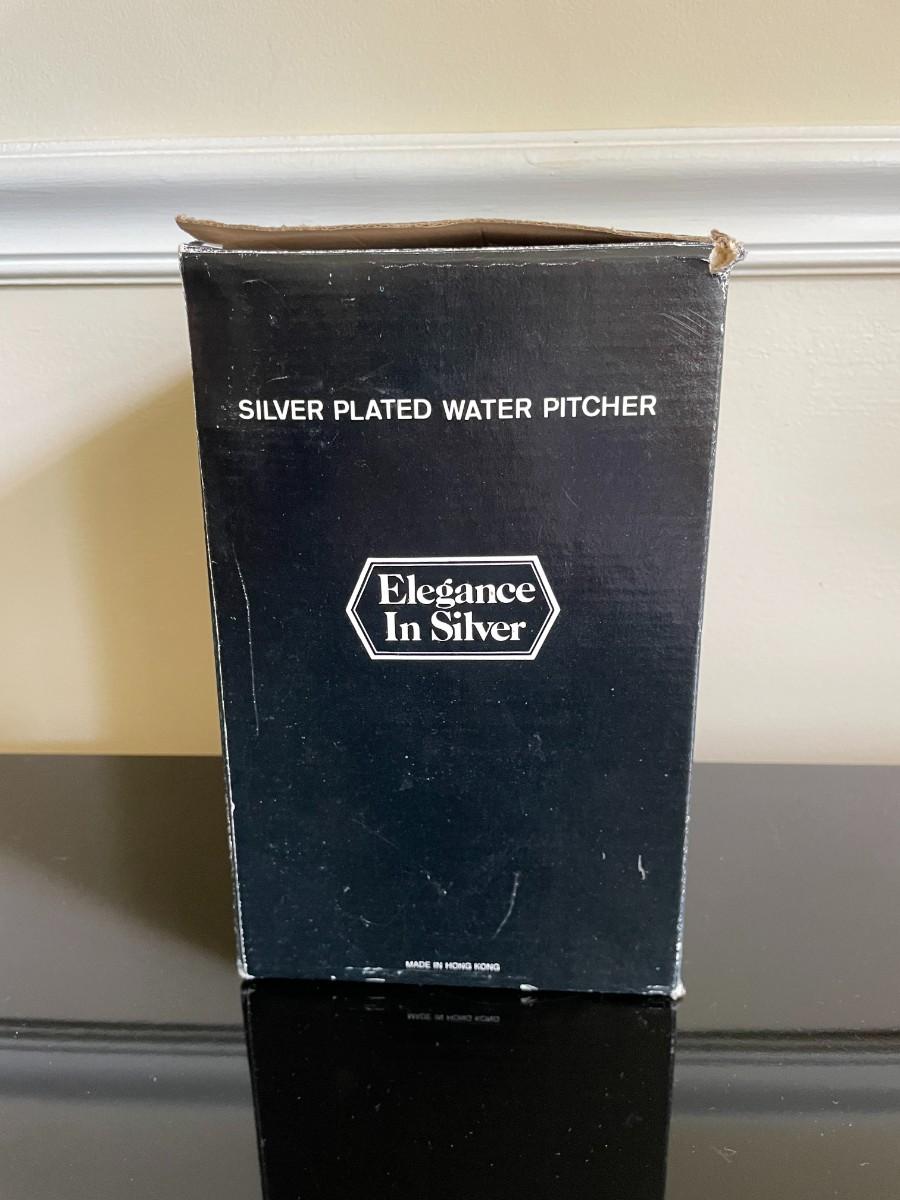 SILVER PLATED WATER PITCHER
Elegance
In Silver
MADE IN HONG KONG